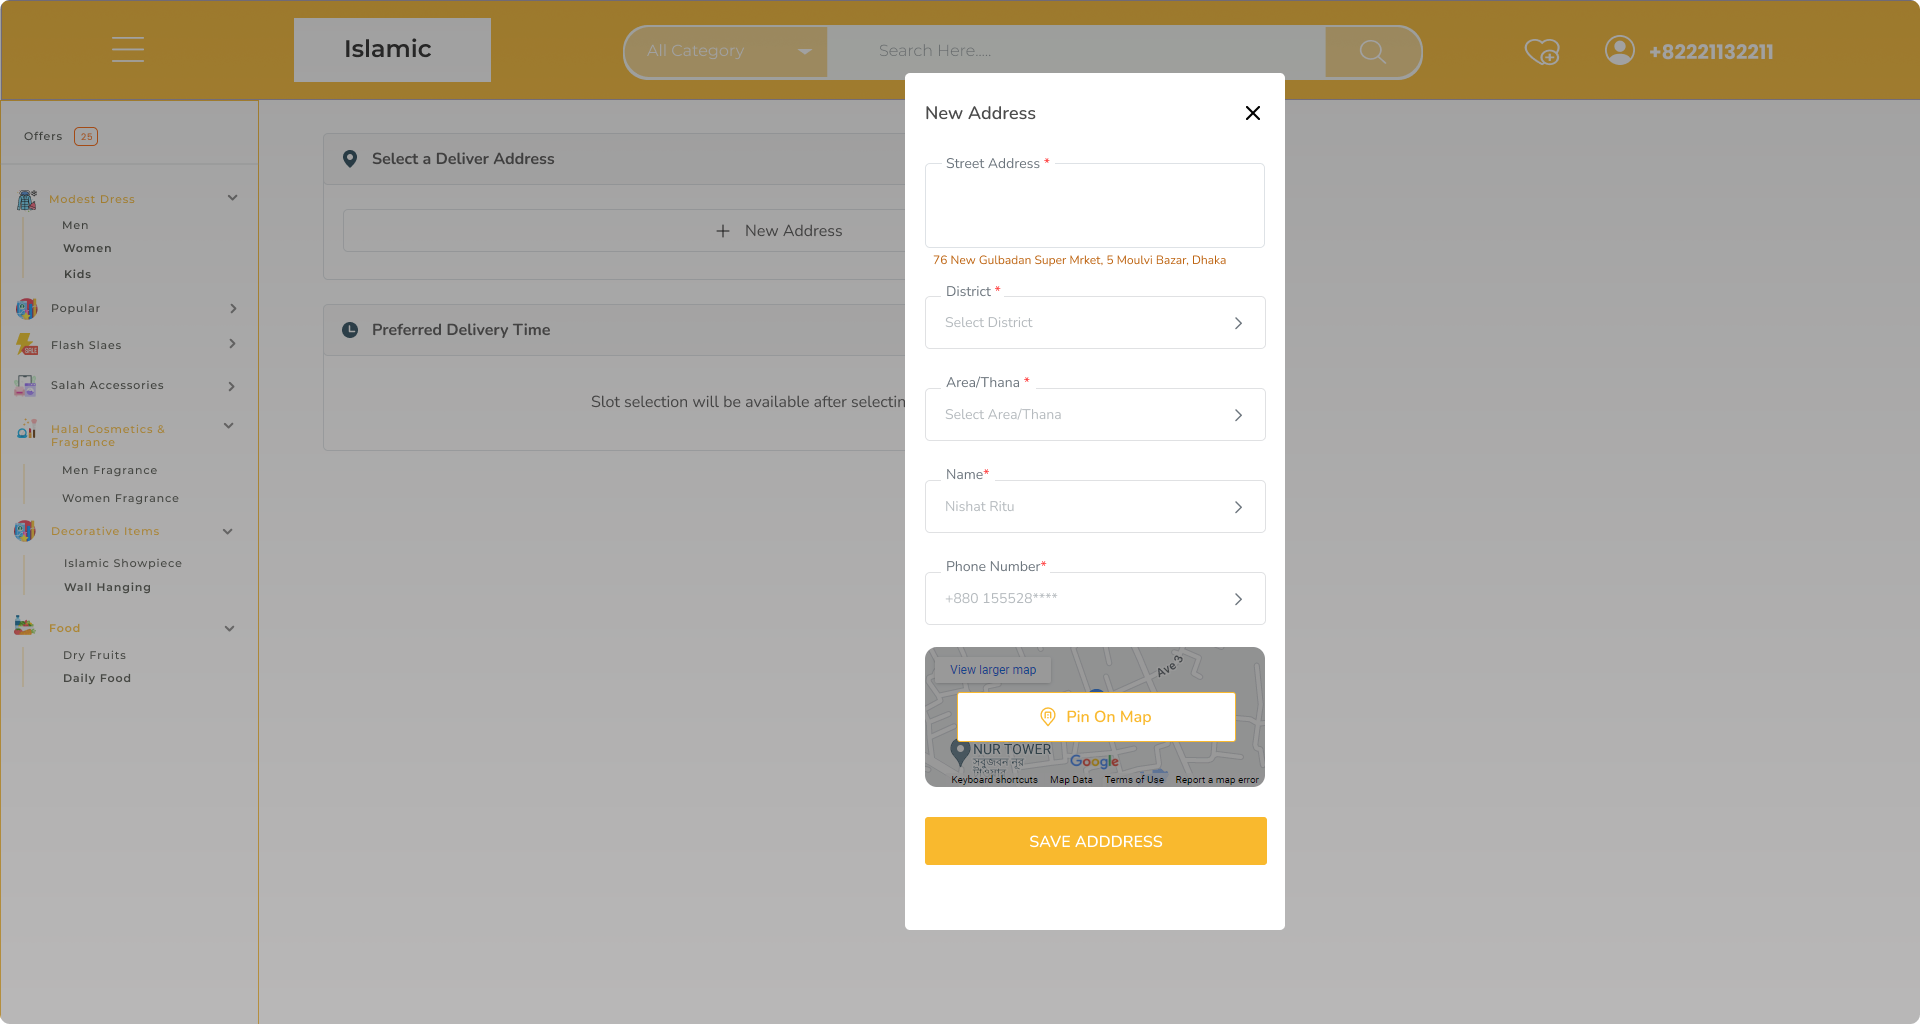 Islamic
All Category
Search Here.....
+82221132211
Offers 25
Modest Dress
Men
Women
Kids
Popular
Flash Slaes
SALE
Salah Accessories
Halal Cosmetics &
Fragrance
Men Fragrance
Women Fragrance
Decorative Items
Islamic Showpiece
Wall Hanging
Food
Dry Fruits
Daily Food
Select a Deliver Address
+ New Address
Preferred Delivery Time
Slot selection will be available after selectin
New Address
Street Address *
76 New Gulbadan Super Mrket, 5 Moulvi Bazar, Dhaka
District *
Select District
Area/Thana *
Select Area/Thana
Name*
Nishat Ritu
Phone Number*
+880 155528****
View larger map
Ave 3
Pin On Map
NUR TOWER
সবুজবন নূর
Google
Keyboard shortcuts Map Data Terms of Use Report a map error
SAVE ADDDRESS